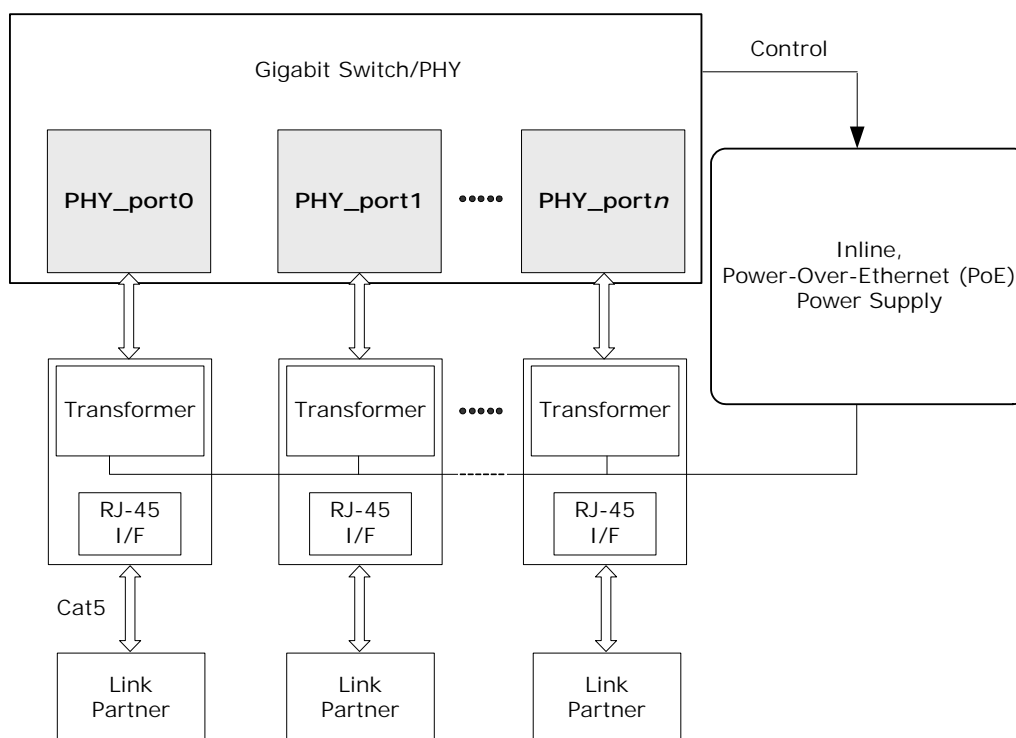 Control
Gigabit Switch/PHY
PHY_port0
PHY_port1
PHY_portn
Inline,
Power-Over-Ethernet (PoE)
Power Supply
Transformer
Transformer
Transformer
RJ-45
I/F
RJ-45
I/F
RJ-45
I/F
Cat5
Link
Partner
Link
Partner
Link
Partner